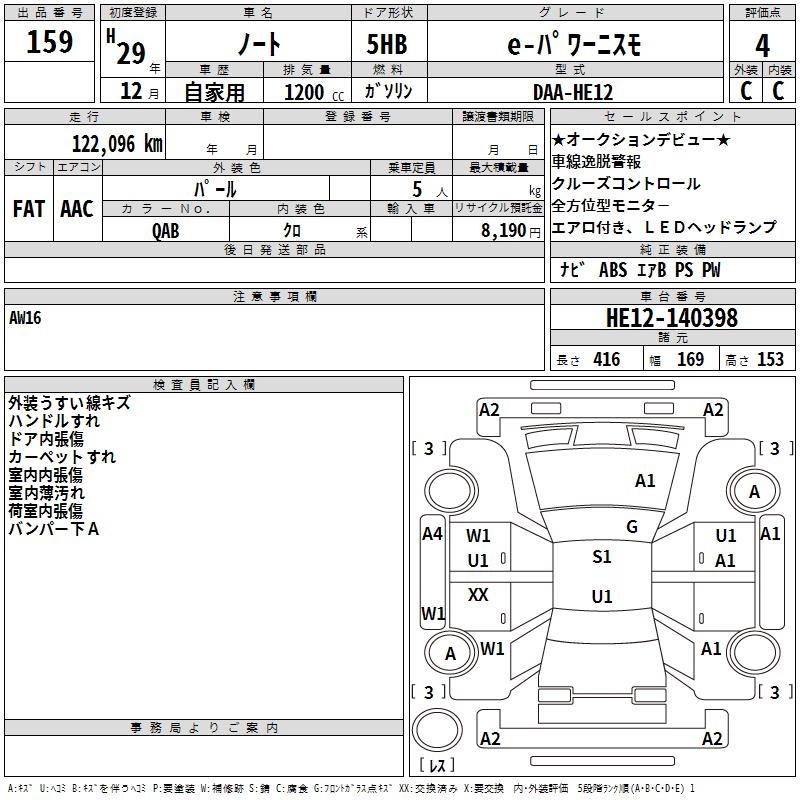 出品番号 初度登録 車名 ドア形状 グレード 評価点
159 H29年 ノート 5HB e-パワーニスモ 4
車歴 排気量 燃料 型式 外装 内装
12月 自家用 1200 CC ガソリン DAA-HE12 C C
走行 車検 登録番号 譲渡書類期限 セールスポイント
122,096 km 年 月 月 日
★オークションデビュー★
車線逸脱警報
クルーズコントロール
全方位型モニター
エアロ付き、LEDヘッドランプ
シフト エアコン 外装色 乗車定員 最大積載量
FAT AAC パール 5 人 kg
カラーNo. 内装色 輸入車 リサイクル預託金
QAB クロ 系 8,190円
後日発送部品 純正装備
ナビ ABS エアB PS PW
注意事項欄 車台番号
AW16 HE12-140398
諸元
長さ 416 幅 169 高さ 153
検査員記入欄
外装うすい線キズ
ハンドルすれ
ドア内張傷
カーペットすれ
室内内張傷
室内薄汚れ
荷室内張傷
バンパー下A
事務局よりご案内
A2 A2
[ 3 ] [ 3 ]
A1
A
G
A4 W1 U1 A1
U1 S1 A1
XX U1
W1
A W1 A1
[ 3 ] [ 3 ]
A2 A2
[ レス ]
A:キズ U:ヘコミ B:キズを伴うヘコミ P:要塗装 W:補修跡 S:錆 C:腐食 G:フロントガラス点キズ XX:交換済み X:要交換 内・外装評価 5段階ランク順(A・B・C・D・E) 1